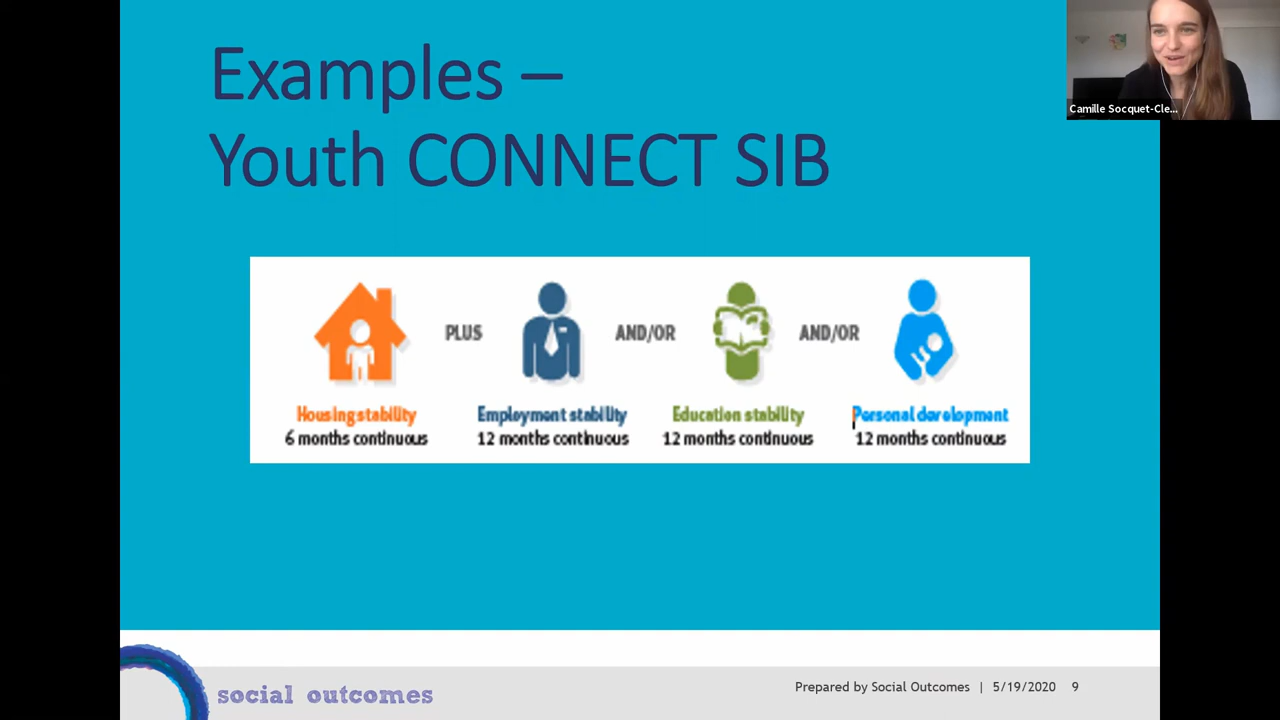 Examples –
Youth CONNECT SIB
Camille Socquet-Cle...
PLUS
AND/OR
AND/OR
Housing stability
6 months continuous
Employment stability
12 months continuous
Education stability
12 months continuous
Personal development
12 months continuous
social outcomes
Prepared by Social Outcomes | 5/19/2020 9